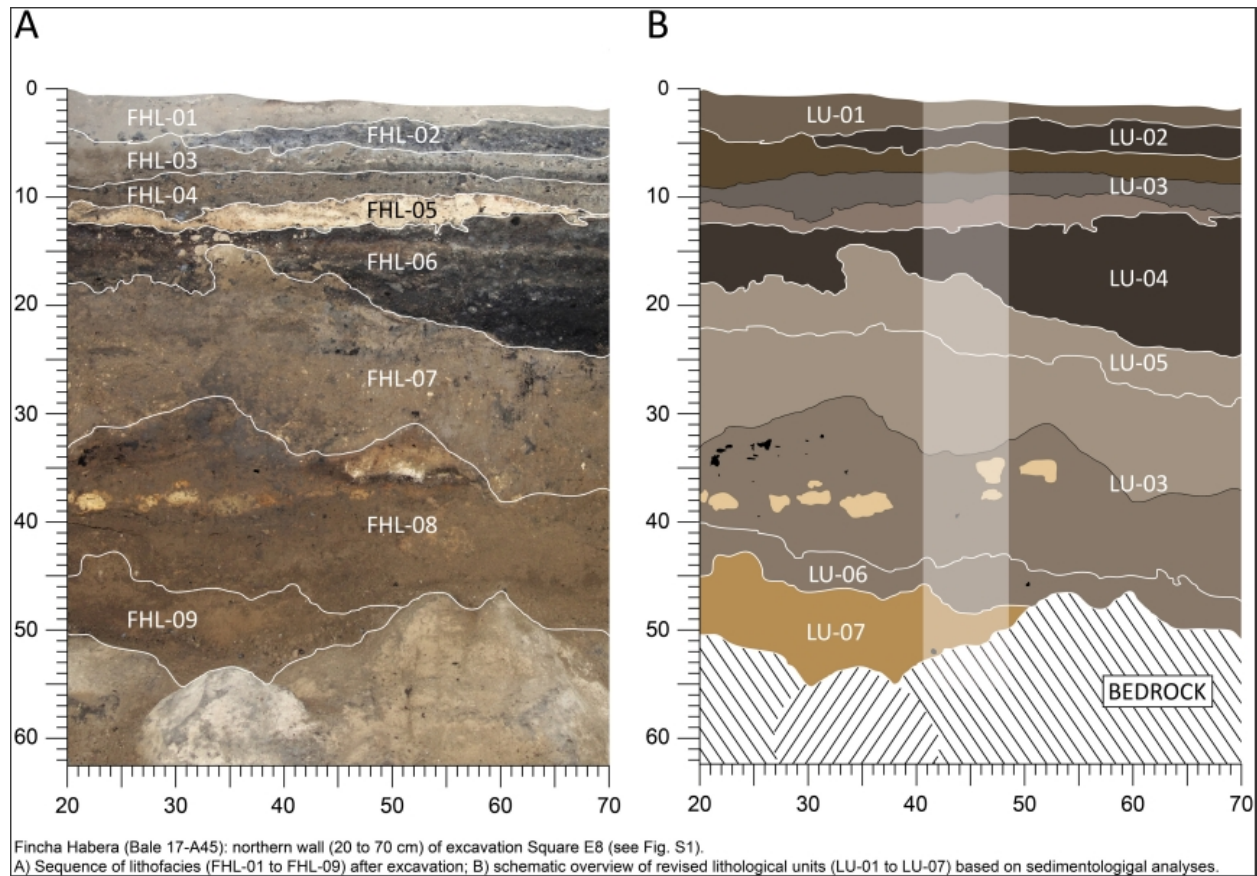 A
B
0
10
20
30
40
50
60
FHL-01
FHL-02
FHL-03
FHL-04
FHL-05
FHL-06
FHL-07
FHL-08
FHL-09
20 30 40 50 60 70
0
10
20
30
40
50
60
LU-01
LU-02
LU-03
LU-04
LU-05
LU-03
LU-06
LU-07
BEDROCK
20 30 40 50 60 70
Fincha Habera (Bale 17-A45): northern wall (20 to 70 cm) of excavation Square E8 (see Fig. S1).
A) Sequence of lithofacies (FHL-01 to FHL-09) after excavation; B) schematic overview of revised lithological units (LU-01 to LU-07) based on sedimentologigal analyses.